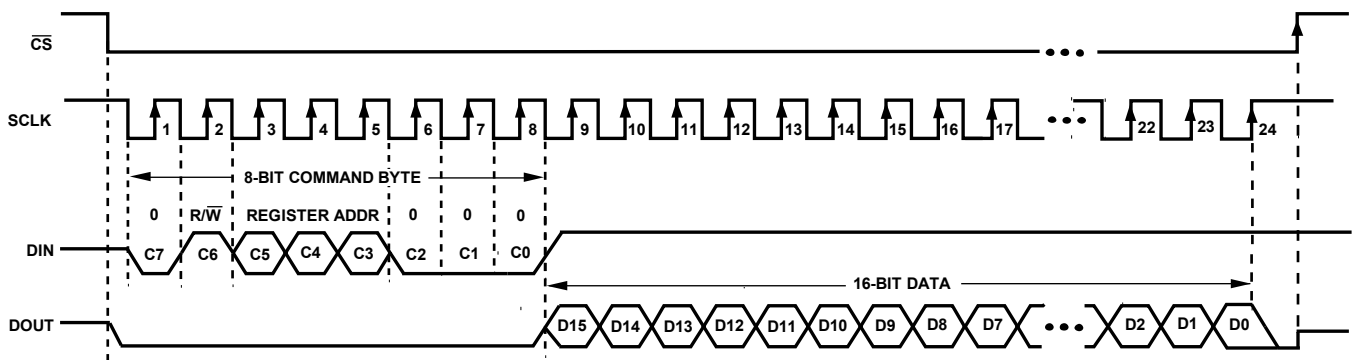 CS
SCLK
1 2 3 4 5 6 7 8 9 10 11 12 13 14 15 16 17 22 23 24
8-BIT COMMAND BYTE
0 R/W REGISTER ADDR 0 0 0
DIN
C7 C6 C5 C4 C3 C2 C1 C0
16-BIT DATA
DOUT
D15 D14 D13 D12 D11 D10 D9 D8 D7 D2 D1 D0